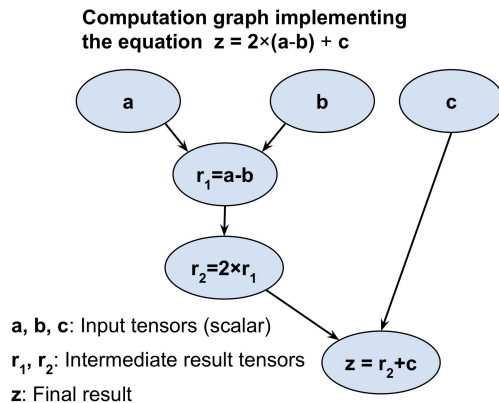 Computation graph implementing
the equation z = 2×(a-b) + c
a
b
c
r₁=a-b
r₂=2×r₁
z = r₂+c
a, b, c: Input tensors (scalar)
r₁, r₂: Intermediate result tensors
z: Final result